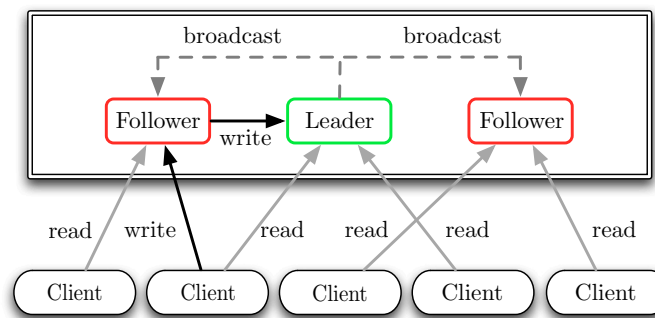 broadcast broadcast
Follower Leader Follower
write
read write read read read read
Client Client Client Client Client